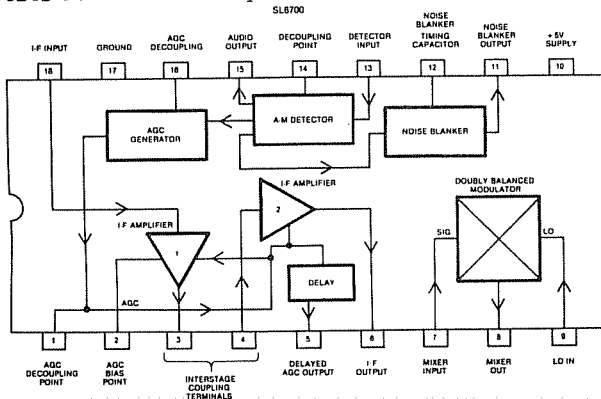 SL6700
I-F INPUT
GROUND
AGC
DECOUPLING
AUDIO
OUTPUT
DECOUPLING
POINT
DETECTOR
INPUT
NOISE
BLANKER
TIMING
CAPACITOR
NOISE
BLANKER
OUTPUT
+5V
SUPPLY
18
17
16
15
14
13
12
11
10
AGC
GENERATOR
A-M DETECTOR
NOISE BLANKER
I-F AMPLIFIER
2
DOUBLY BALANCED
MODULATOR
I-F AMPLIFIER
1
SIG
LO
DELAY
AGC
1
2
3
4
5
6
7
8
9
AGC
DECOUPLING
POINT
AGC
BIAS
POINT
INTERSTAGE
COUPLING
TERMINALS
DELAYED
AGC OUTPUT
I-F
OUTPUT
MIXER
INPUT
MIXER
OUT
LO IN